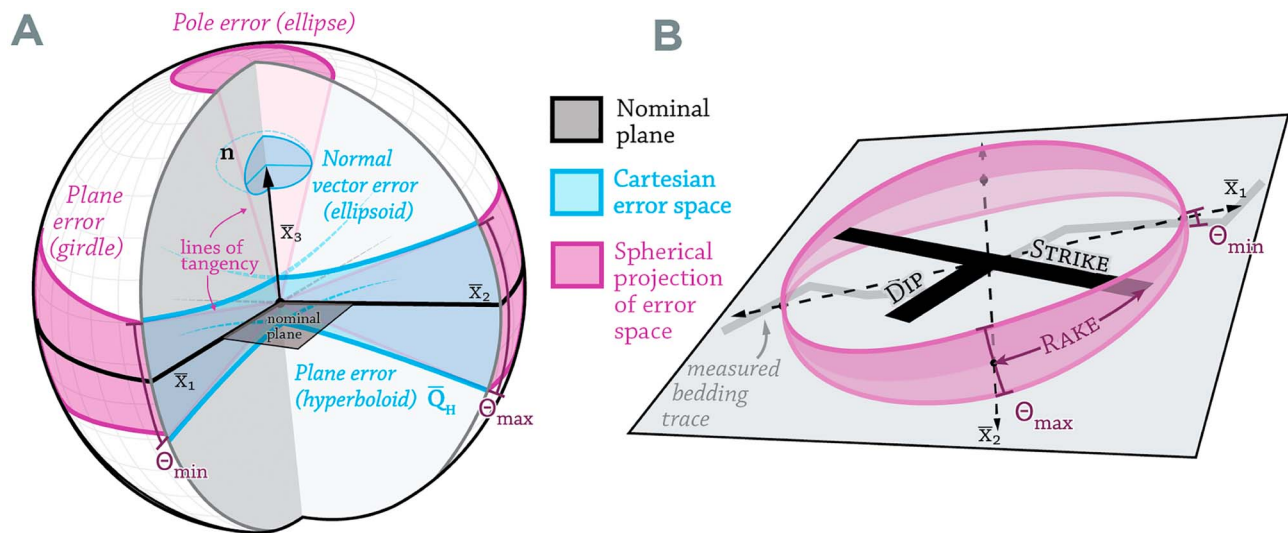 A
Pole error (ellipse)
n
Normal
vector error
(ellipsoid)
Plane
error
(girdle)
lines of
tangency
x̅₃
x̅₂
nominal
plane
x̅₁
Plane error
(hyperboloid) Q̅H
Θmax
Θmin
Nominal
plane
Cartesian
error space
Spherical
projection
of error
space
B
x̅₁
Θmin
STRIKE
DIP
RAKE
measured
bedding
trace
Θmax
x̅₂